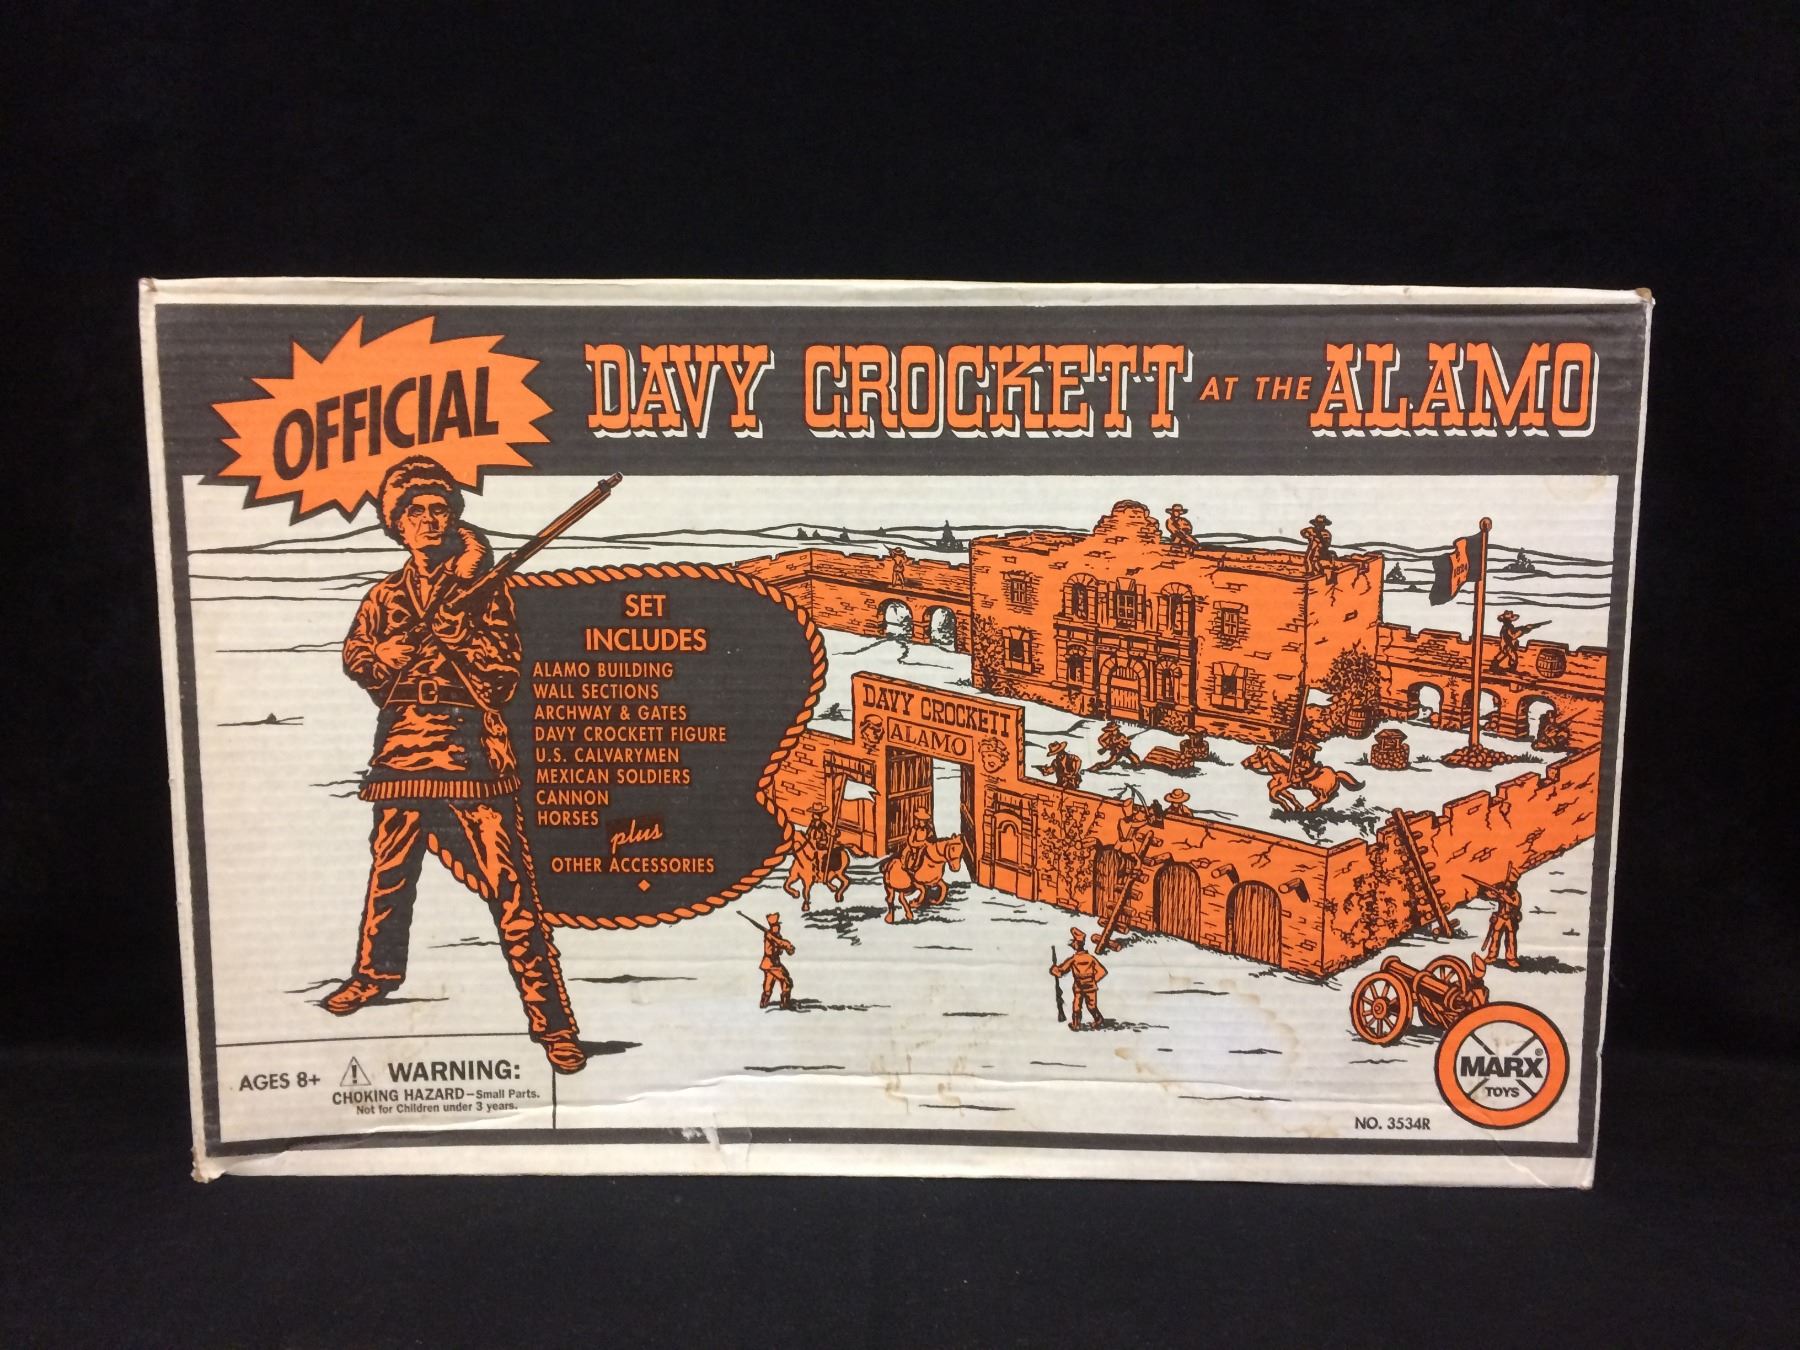 OFFICIAL
DAVY CROCKETT AT THE ALAMO
SET
INCLUDES
ALAMO BUILDING
WALL SECTIONS
ARCHWAY & GATES
DAVY CROCKETT FIGURE
U.S. CALVARYMEN
MEXICAN SOLDIERS
CANNON
HORSES
plus
OTHER ACCESSORIES
1824
DAVY CROCKETT
ALAMO
AGES 8+
⚠ WARNING:
CHOKING HAZARD–Small Parts.
Not for Children under 3 years.
MARX®
TOYS
NO. 3534R